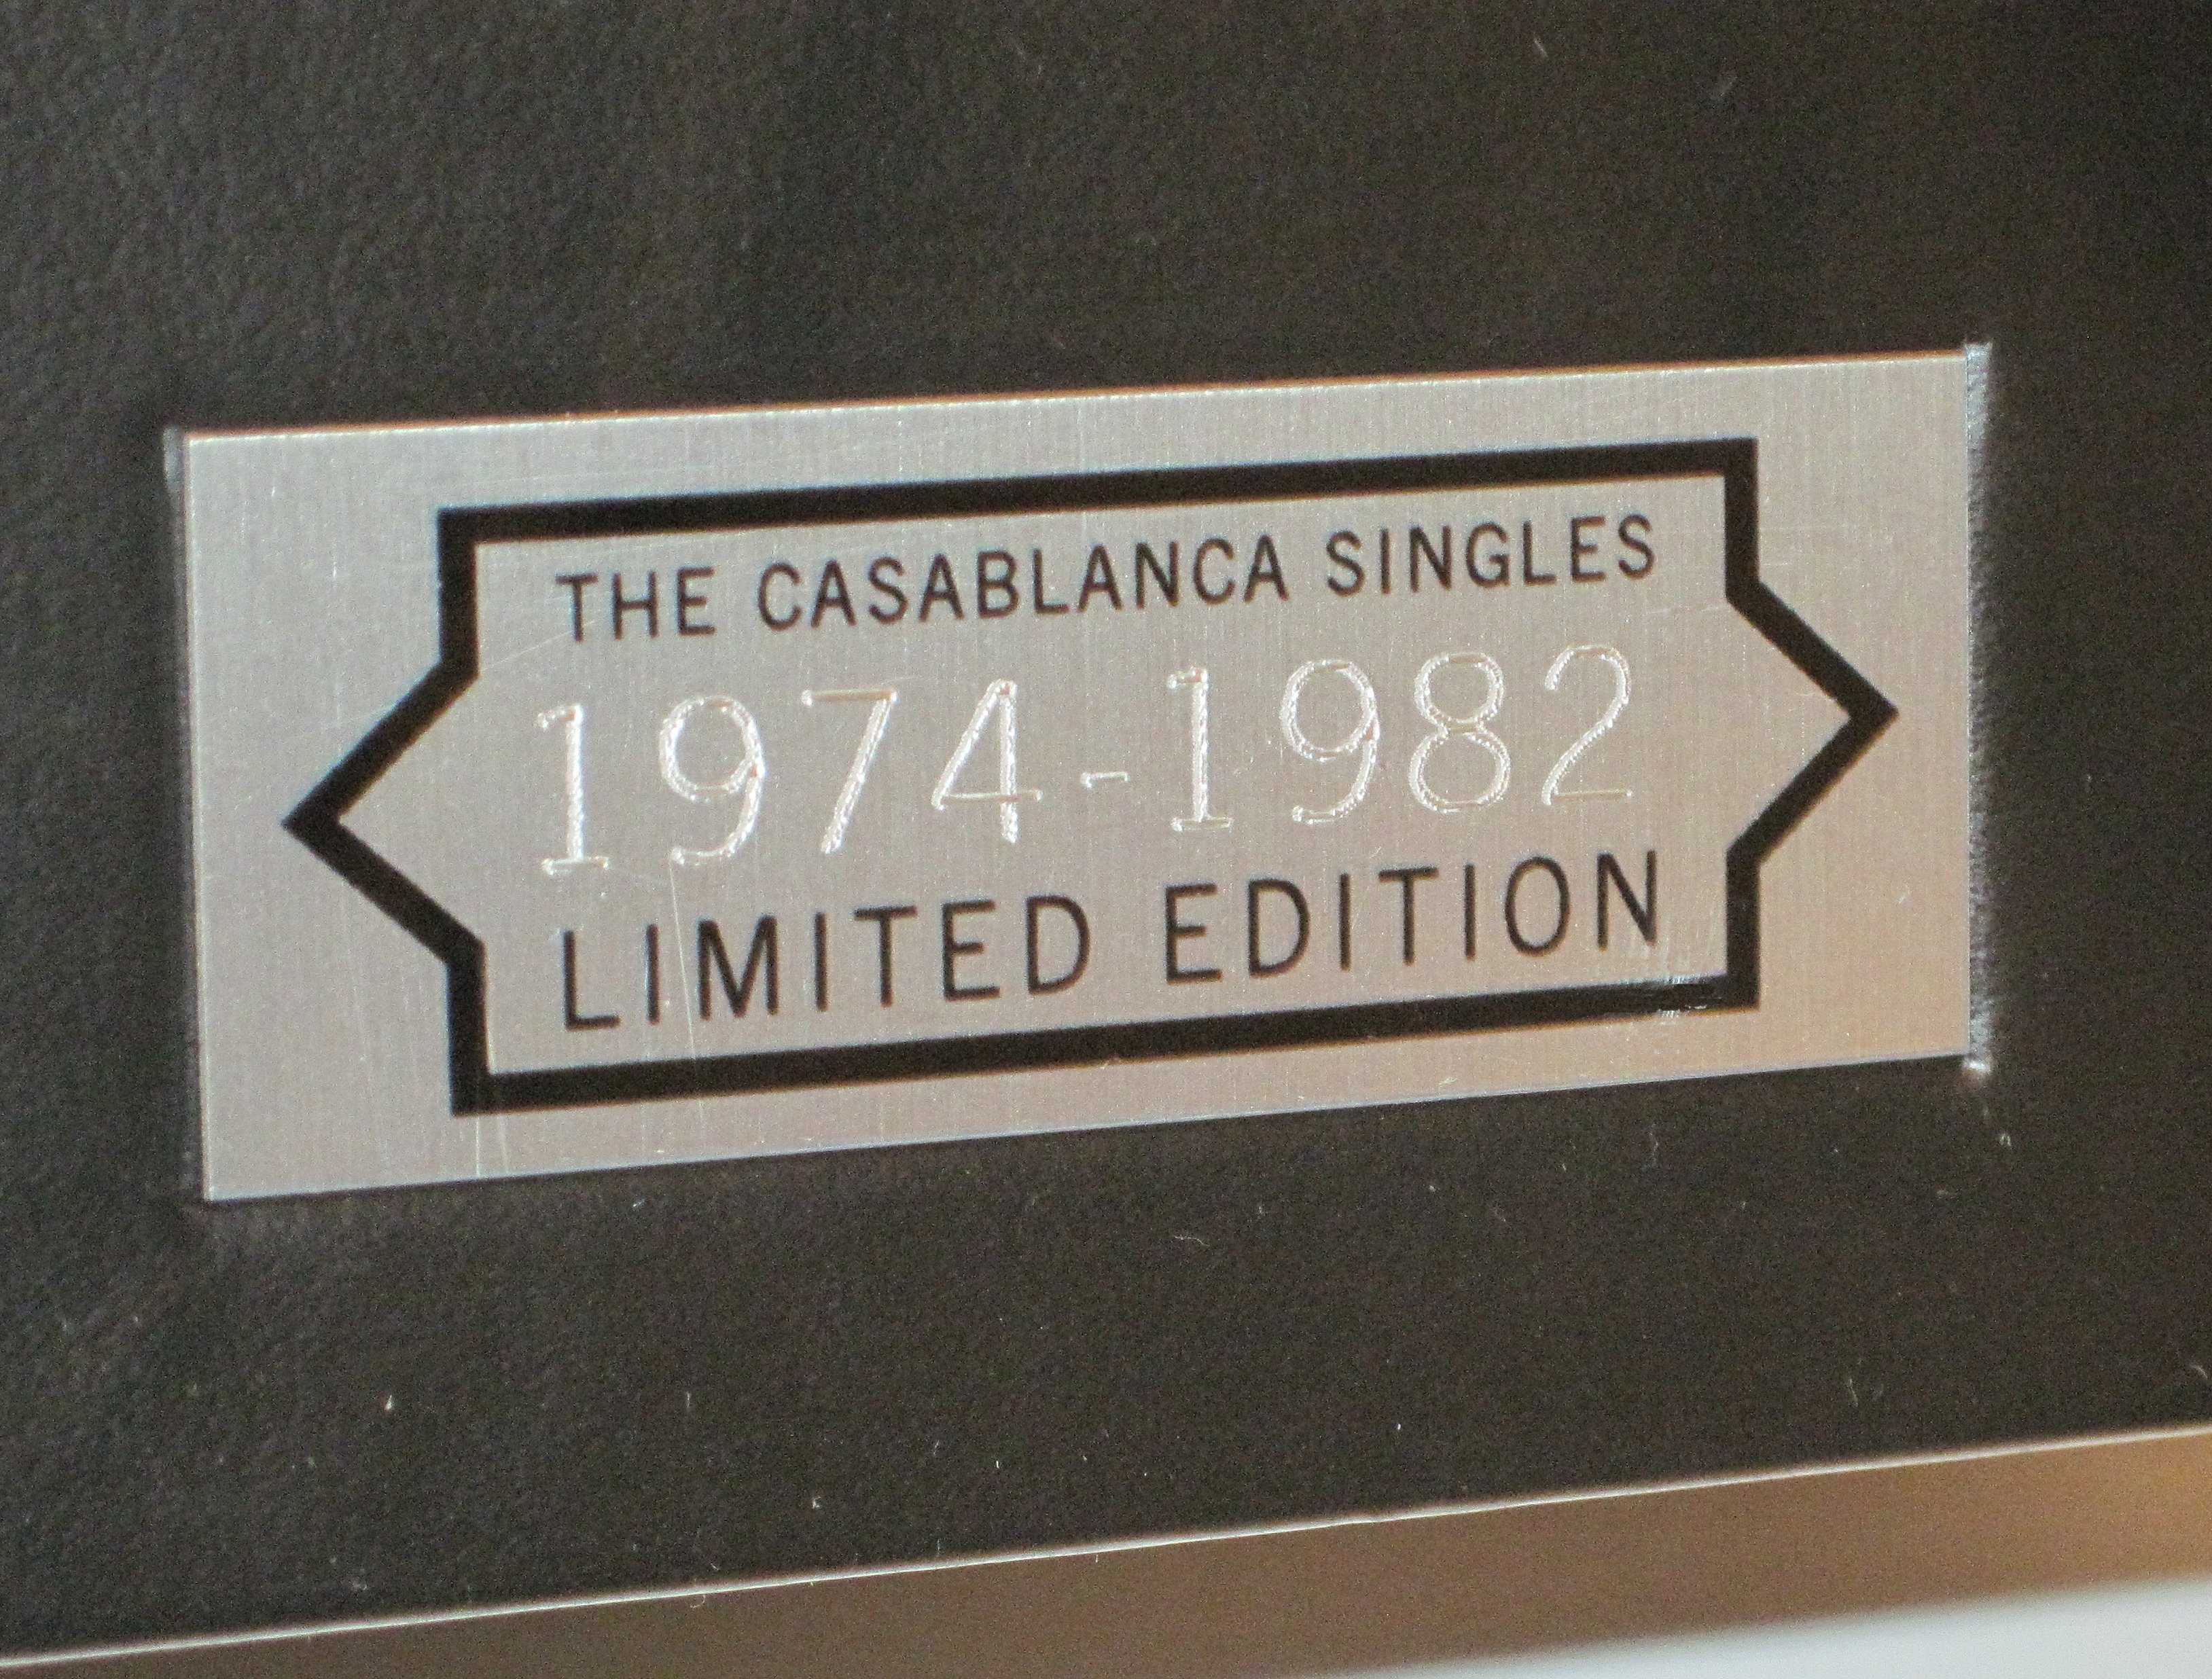 THE CASABLANCA SINGLES
1974-1982
LIMITED EDITION